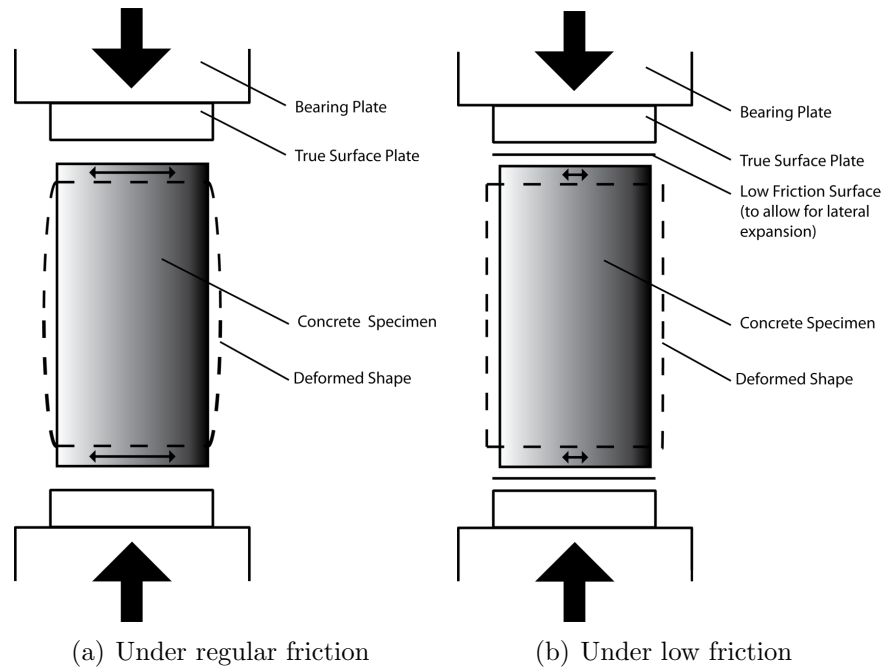 Bearing Plate
True Surface Plate
Concrete Specimen
Deformed Shape
(a) Under regular friction
Bearing Plate
True Surface Plate
Low Friction Surface
(to allow for lateral
expansion)
Concrete Specimen
Deformed Shape
(b) Under low friction